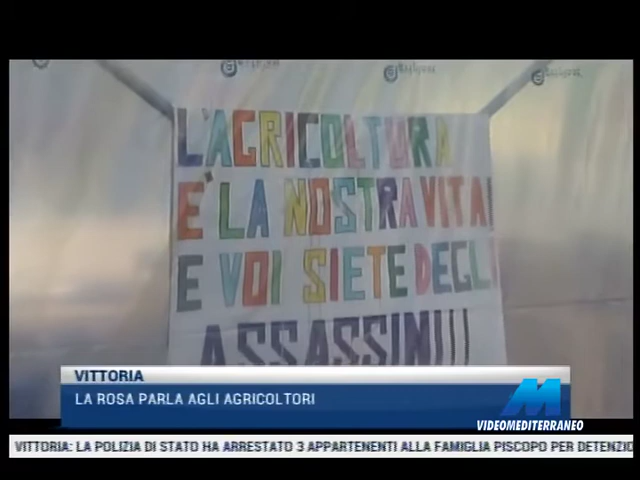 L'AGRICOLTURA
E' LA NOSTRA VITA!
E VOI SIETE DEGLI
ASSASSINI!!
VITTORIA
LA ROSA PARLA AGLI AGRICOLTORI
VIDEOMEDITERRANEO
VITTORIA: LA POLIZIA DI STATO HA ARRESTATO 3 APPARTENENTI ALLA FAMIGLIA PISCOPO PER DETENZIO